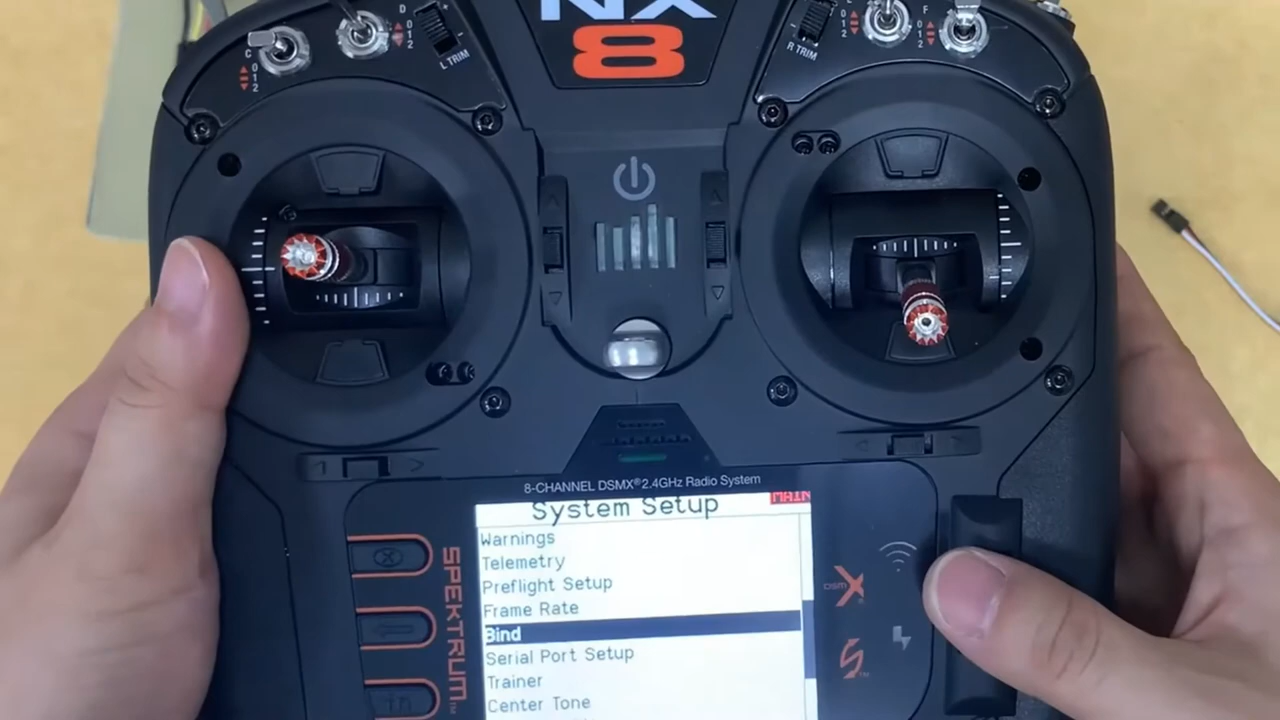 NX
8
D
0
1
2
L TRIM
C
0
1
2
R TRIM
0
1
2
F
0
1
2
8-CHANNEL DSMX® 2.4GHz Radio System
System Setup
MAIN
Warnings
Telemetry
Preflight Setup
Frame Rate
Bind
Serial Port Setup
Trainer
Center Tone
SPEKTRUM
DSMX